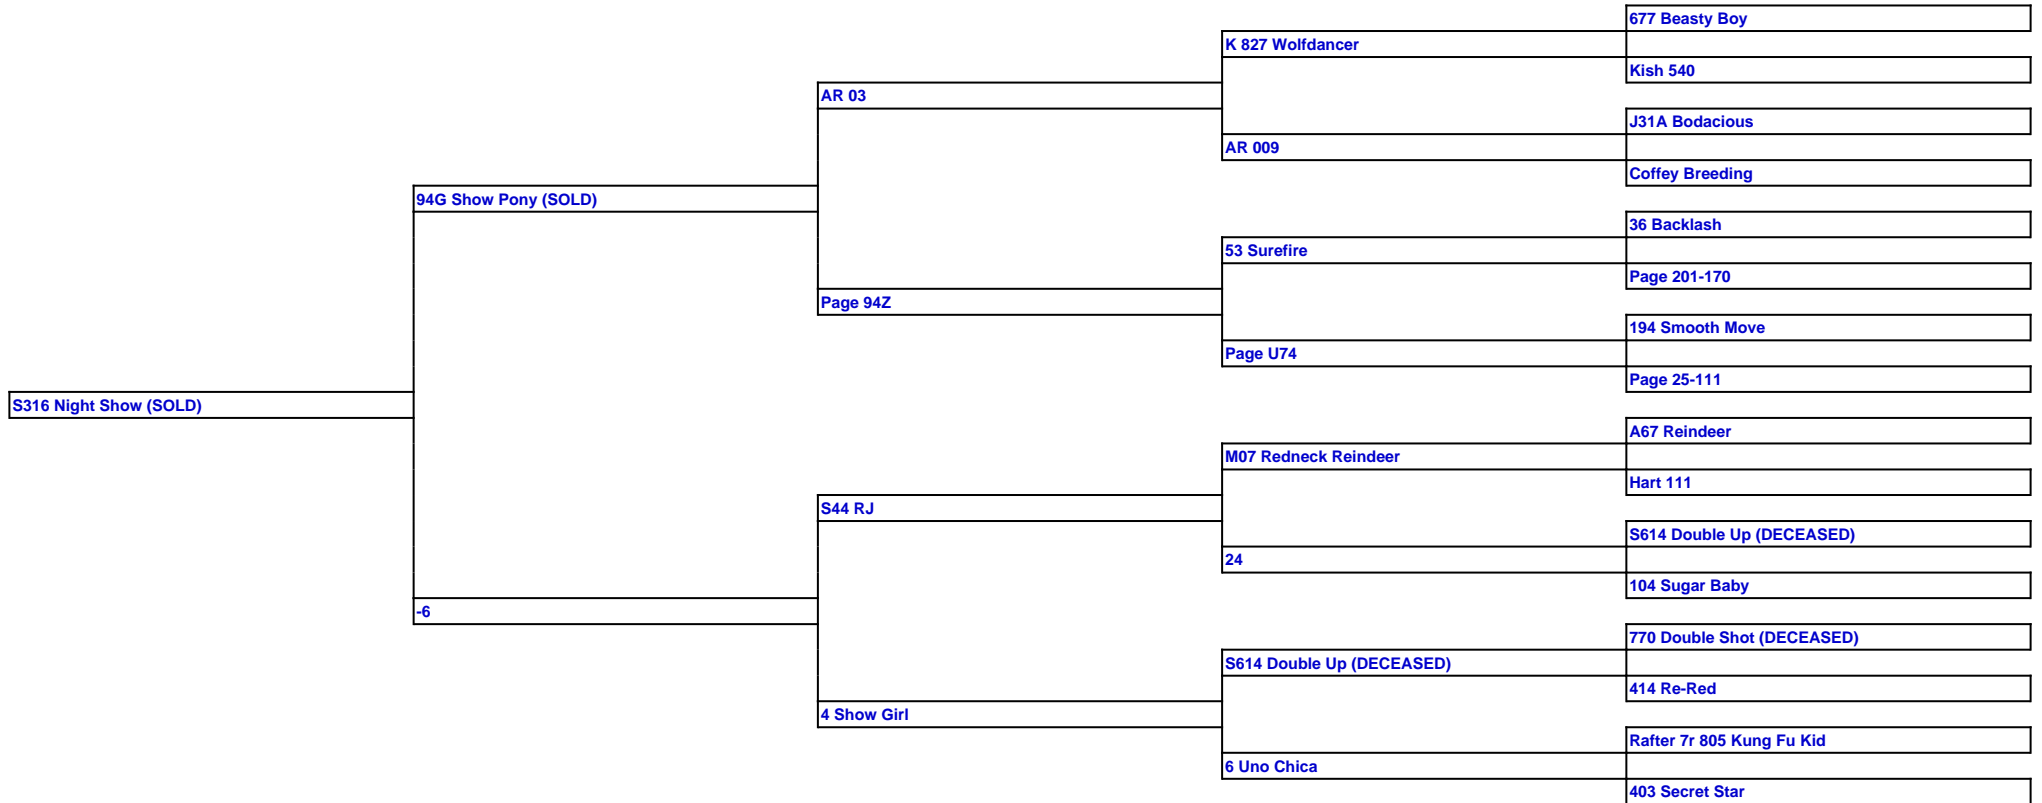 677 Beasty Boy
K 827 Wolfdancer
Kish 540
AR 03
J31A Bodacious
AR 009
Coffey Breeding
94G Show Pony (SOLD)
36 Backlash
53 Surefire
Page 201-170
Page 94Z
194 Smooth Move
Page U74
Page 25-111
S316 Night Show (SOLD)
A67 Reindeer
M07 Redneck Reindeer
Hart 111
S44 RJ
S614 Double Up (DECEASED)
24
104 Sugar Baby
-6
770 Double Shot (DECEASED)
S614 Double Up (DECEASED)
414 Re-Red
4 Show Girl
Rafter 7r 805 Kung Fu Kid
6 Uno Chica
403 Secret Star